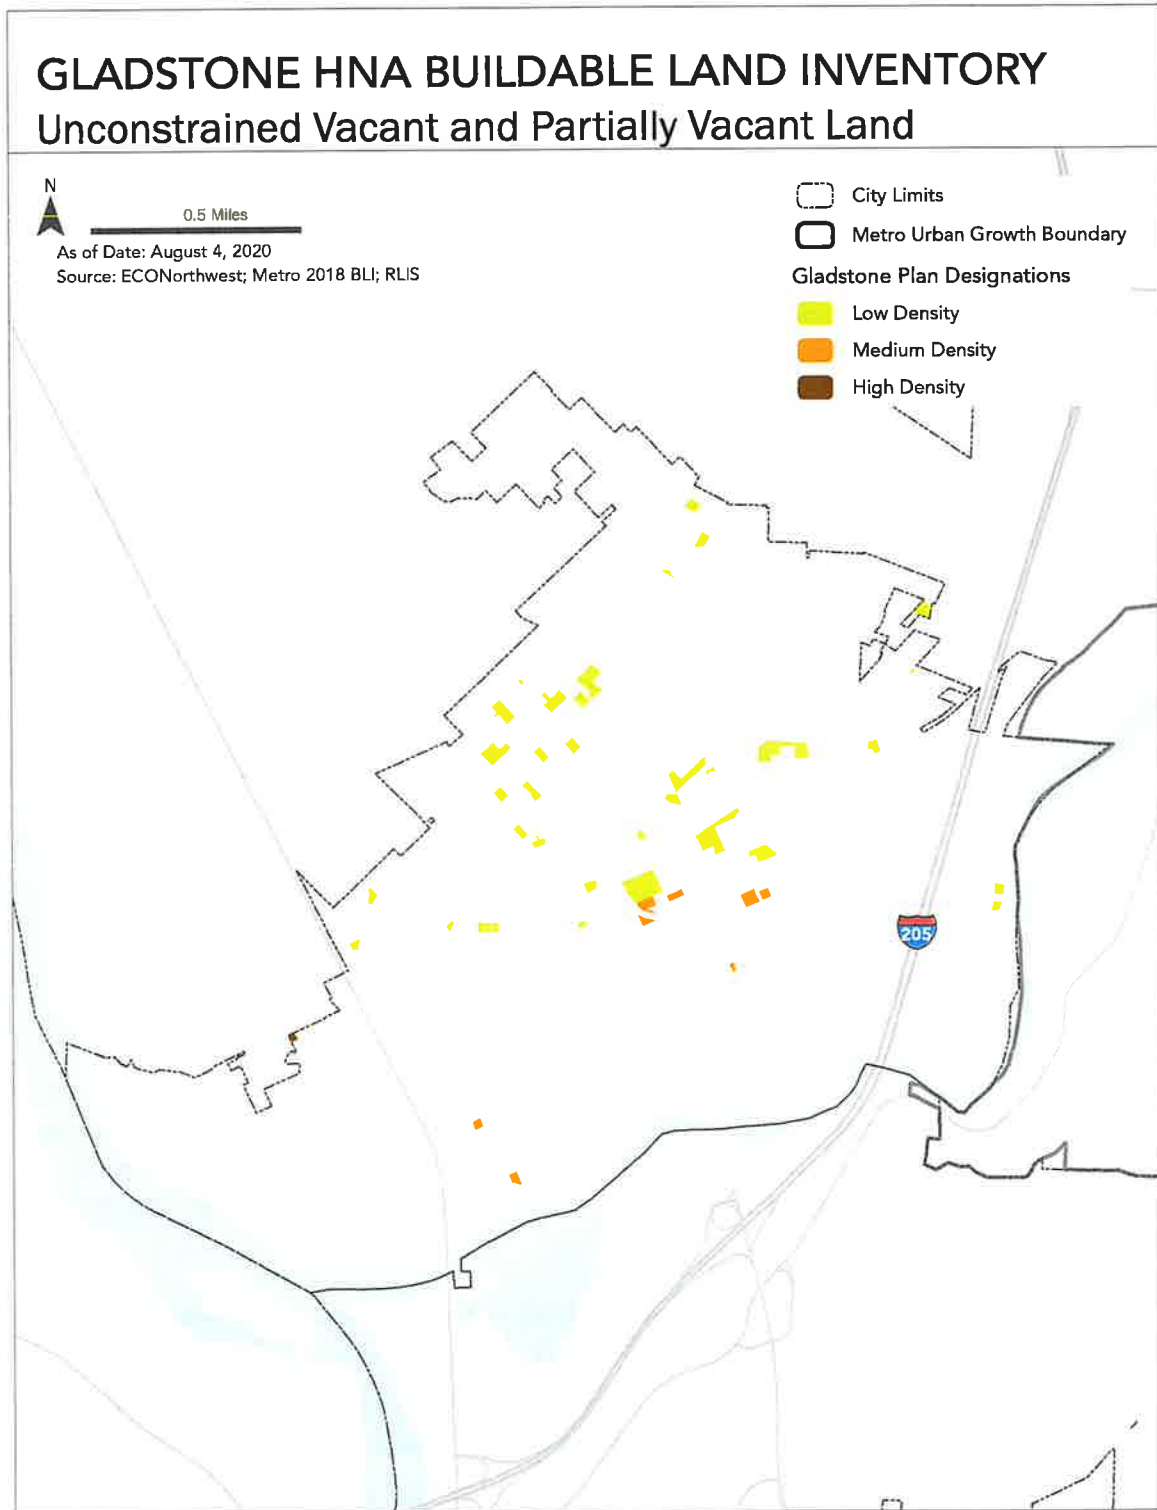 GLADSTONE HNA BUILDABLE LAND INVENTORY
Unconstrained Vacant and Partially Vacant Land
N
0.5 Miles
As of Date: August 4, 2020
Source: ECONorthwest; Metro 2018 BLI; RLIS
City Limits
Metro Urban Growth Boundary
Gladstone Plan Designations
Low Density
Medium Density
High Density
205